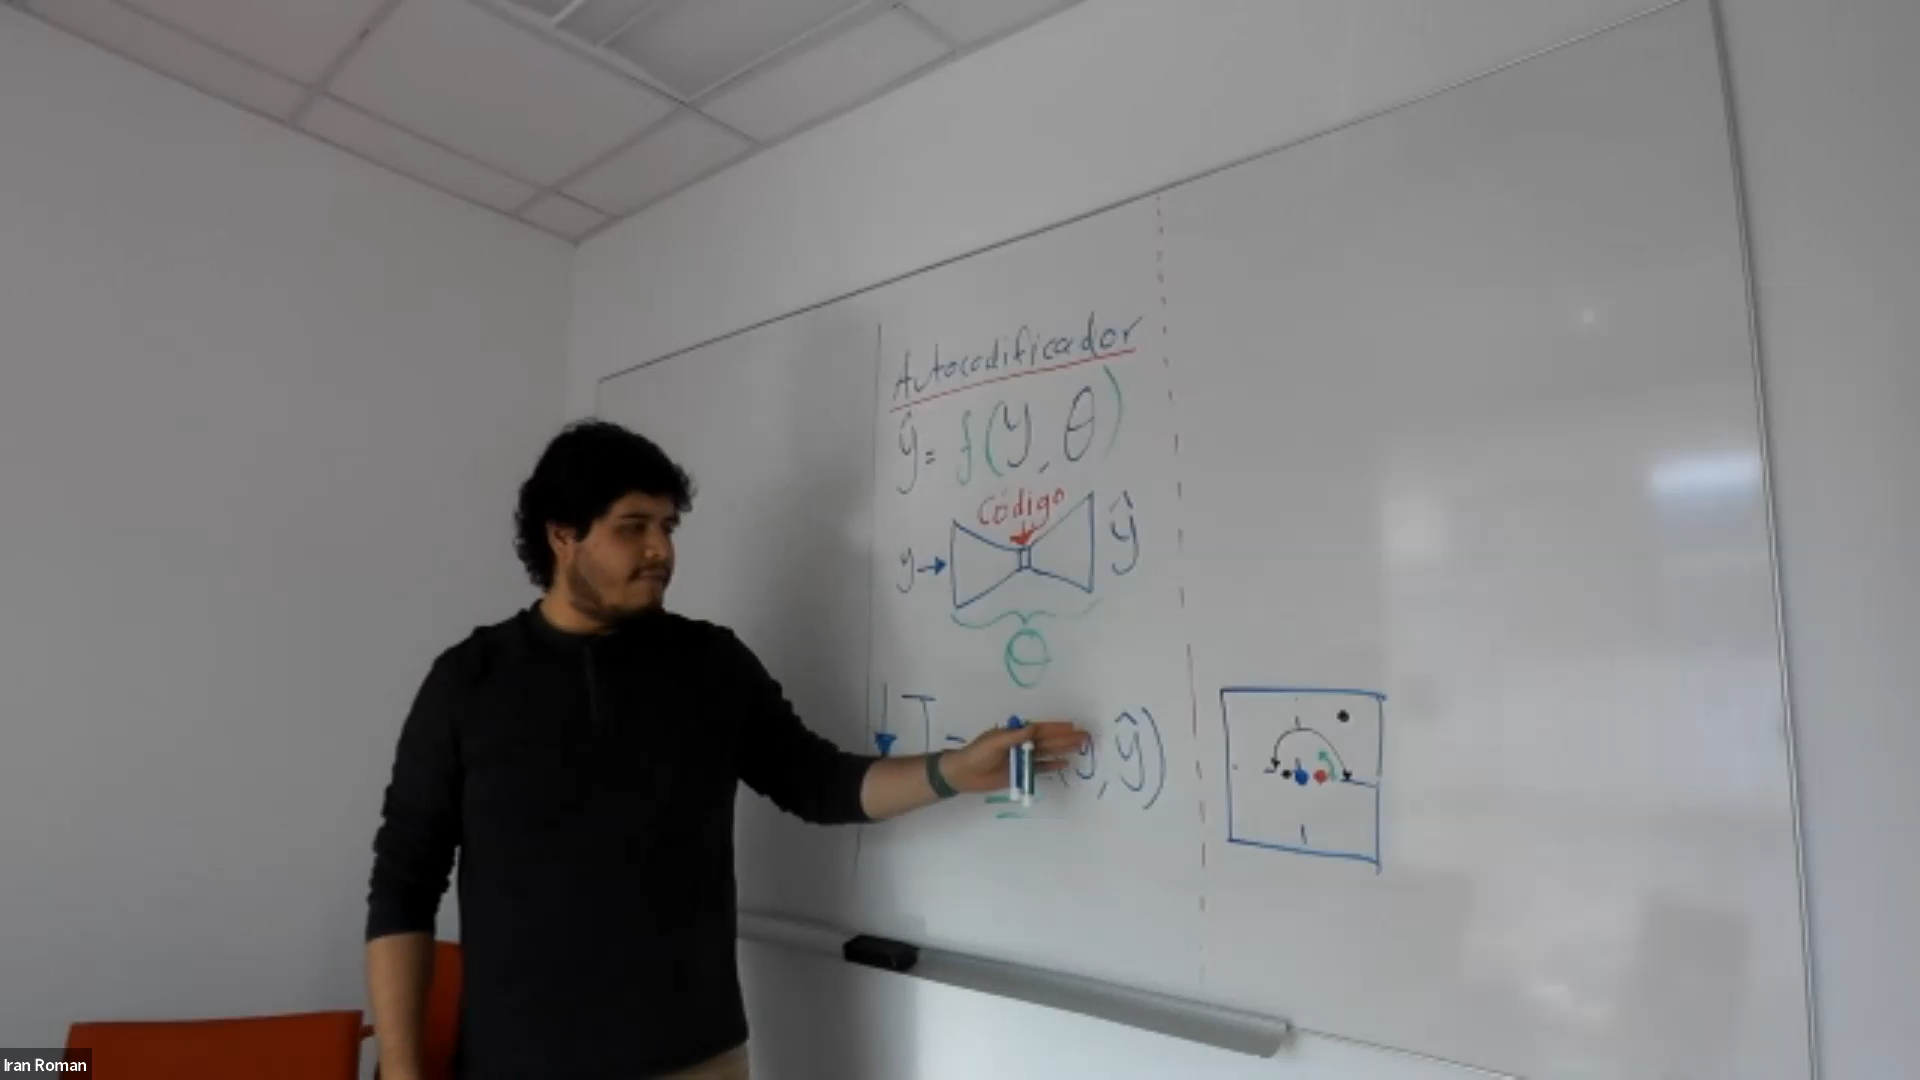 Autocodificador
ŷ = f(y, θ)
Código
y → ŷ
θ
J = (y, ŷ)
Iran Roman